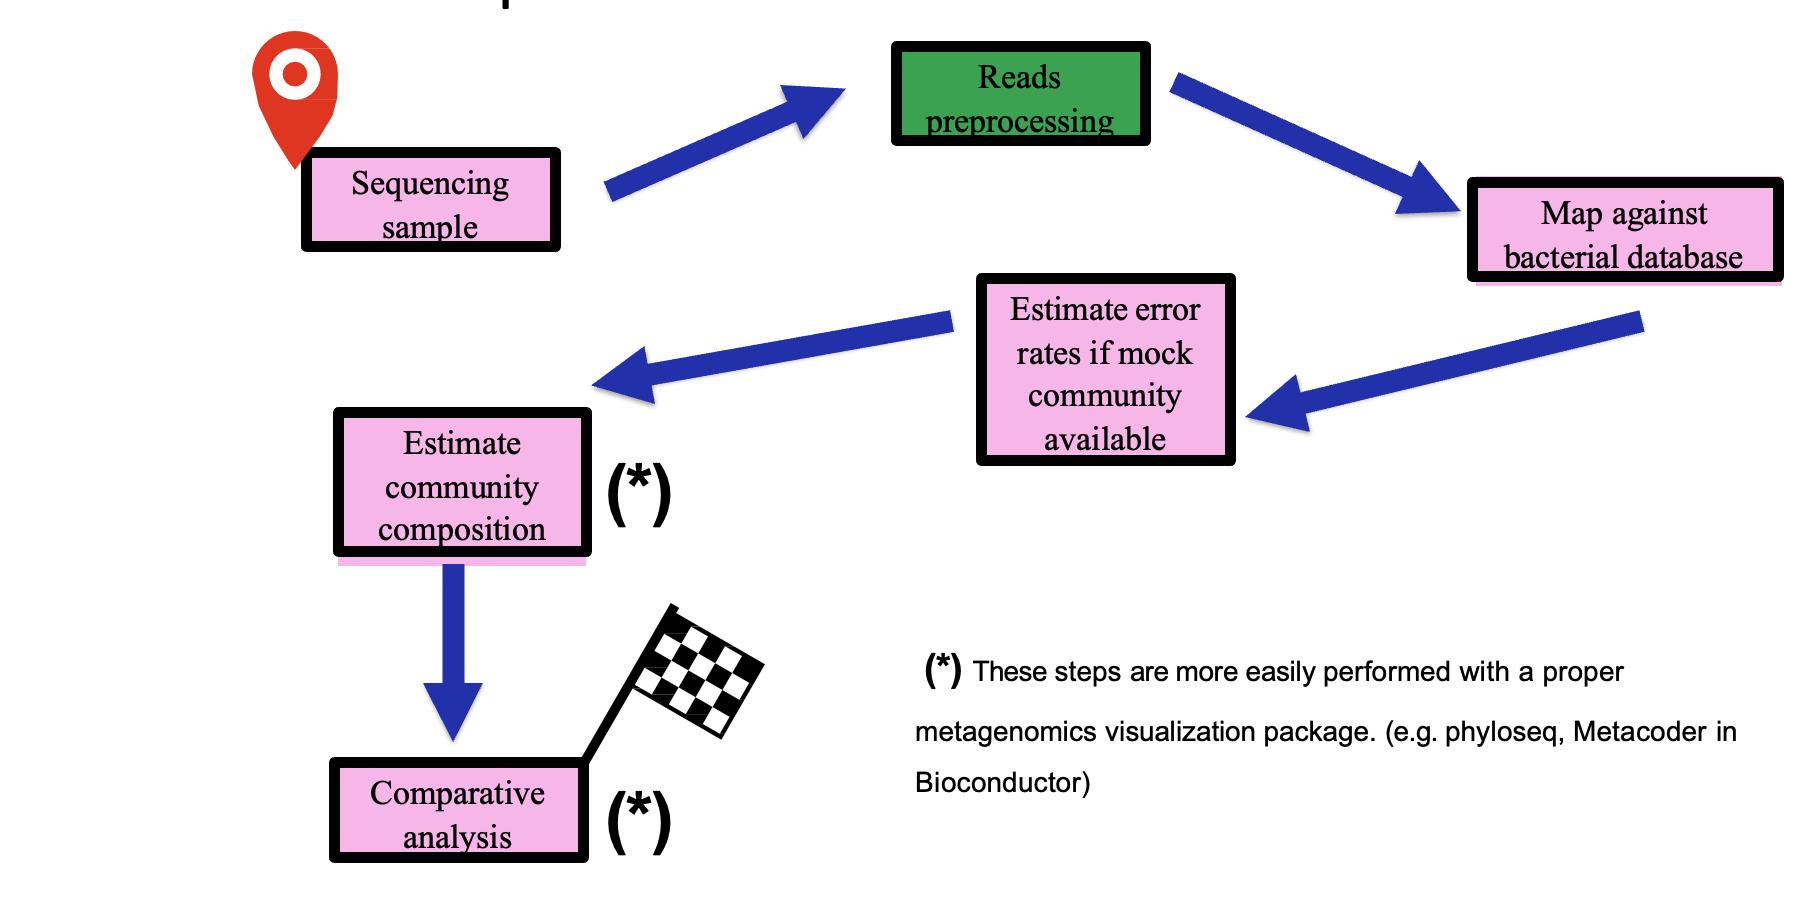 Sequencing
sample
Reads
preprocessing
Map against
bacterial database
Estimate error
rates if mock
community
available
Estimate
community
composition
(*)
Comparative
analysis
(*)
(*) These steps are more easily performed with a proper
metagenomics visualization package. (e.g. phyloseq, Metacoder in
Bioconductor)